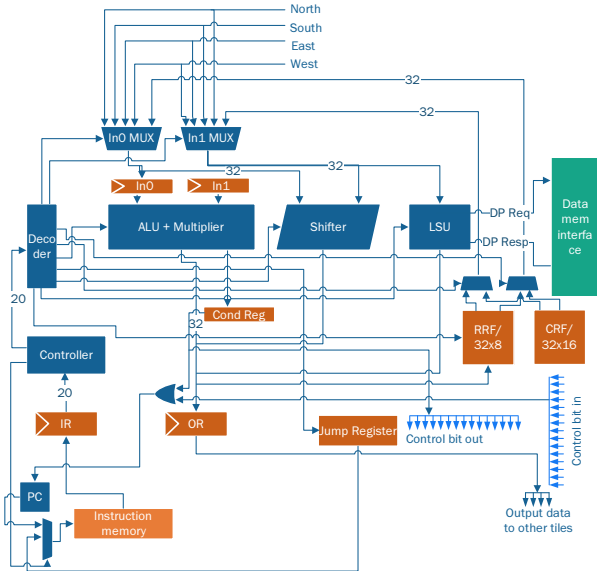 North
South
East
West
32
32
In0 MUX
In1 MUX
32
32
In0
In1
Deco
der
ALU + Multiplier
Shifter
LSU
DP Req
DP Resp
Data
mem
interfa
ce
20
Cond Reg
32
RRF/
32x8
CRF/
32x16
Controller
20
IR
OR
Jump Register
Control bit out
Control bit in
PC
Instruction
memory
Output data
to other tiles